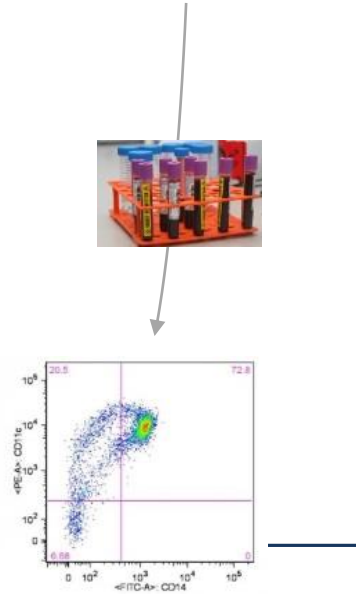 20.5 72.8
10⁵
10⁴
10³
10²
0
<PE-A>: CD11c
6.68 0
0 10² 10³ 10⁴ 10⁵
<FITC-A>: CD14